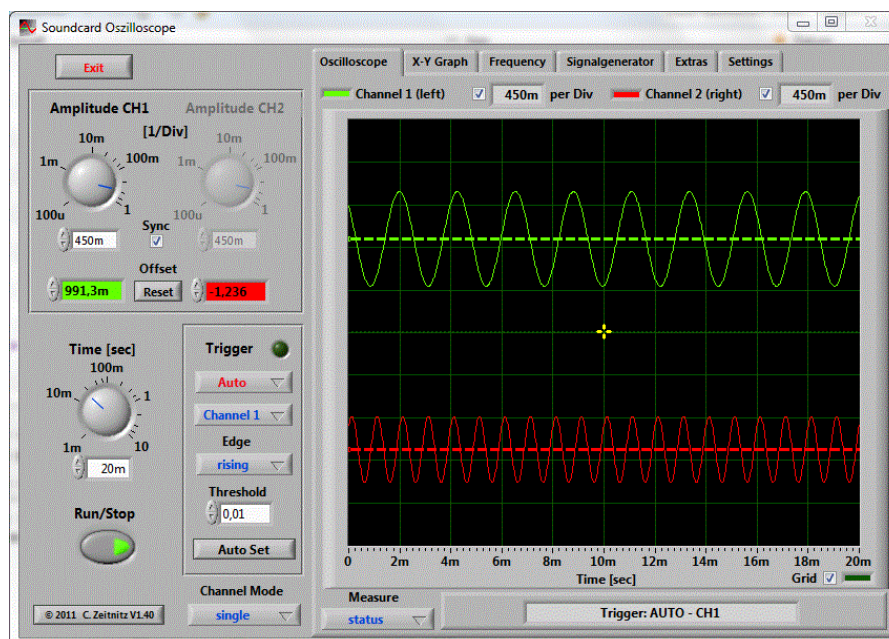 Soundcard Oszilloscope
Exit
Amplitude CH1 Amplitude CH2
[1/Div]
10m 10m
1m 100m 1m 100m
100u 1 100u 1
Sync
450m 450m
Offset
991,3m Reset -1,236
Time [sec]
100m
10m 1
1m 10
20m
Run/Stop
© 2011 C. Zeitnitz V1.40
Trigger
Auto
Channel 1
Edge
rising
Threshold
0,01
Auto Set
Channel Mode
single
Oscilloscope X-Y Graph Frequency Signalgenerator Extras Settings
Channel 1 (left) 450m per Div Channel 2 (right) 450m per Div
0 2m 4m 6m 8m 10m 12m 14m 16m 18m 20m
Time [sec] Grid
Measure
status
Trigger: AUTO - CH1